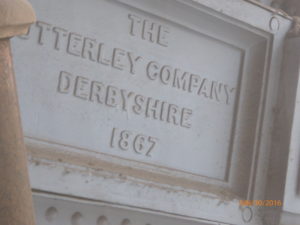 THE
UTTERLEY COMPANY
DERBYSHIRE
1867